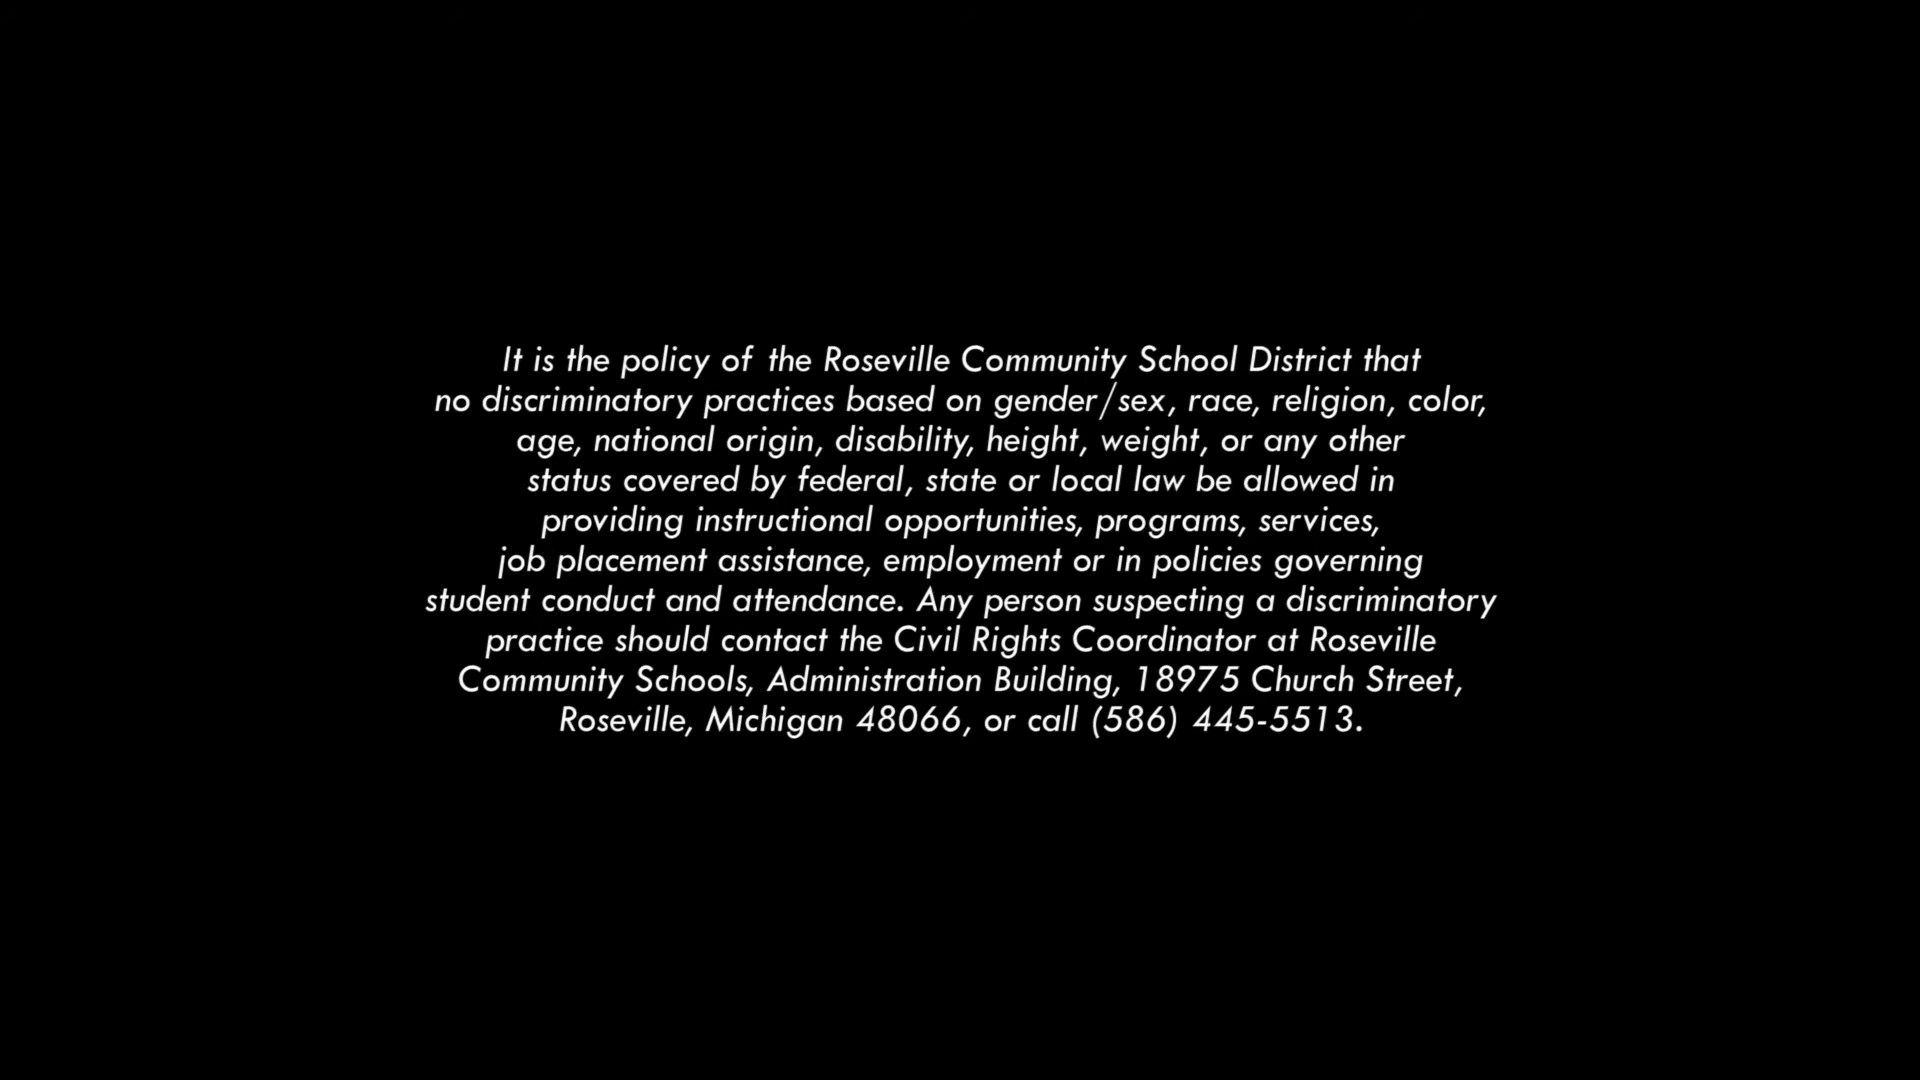 It is the policy of the Roseville Community School District that
no discriminatory practices based on gender/sex, race, religion, color,
age, national origin, disability, height, weight, or any other
status covered by federal, state or local law be allowed in
providing instructional opportunities, programs, services,
job placement assistance, employment or in policies governing
student conduct and attendance. Any person suspecting a discriminatory
practice should contact the Civil Rights Coordinator at Roseville
Community Schools, Administration Building, 18975 Church Street,
Roseville, Michigan 48066, or call (586) 445-5513.